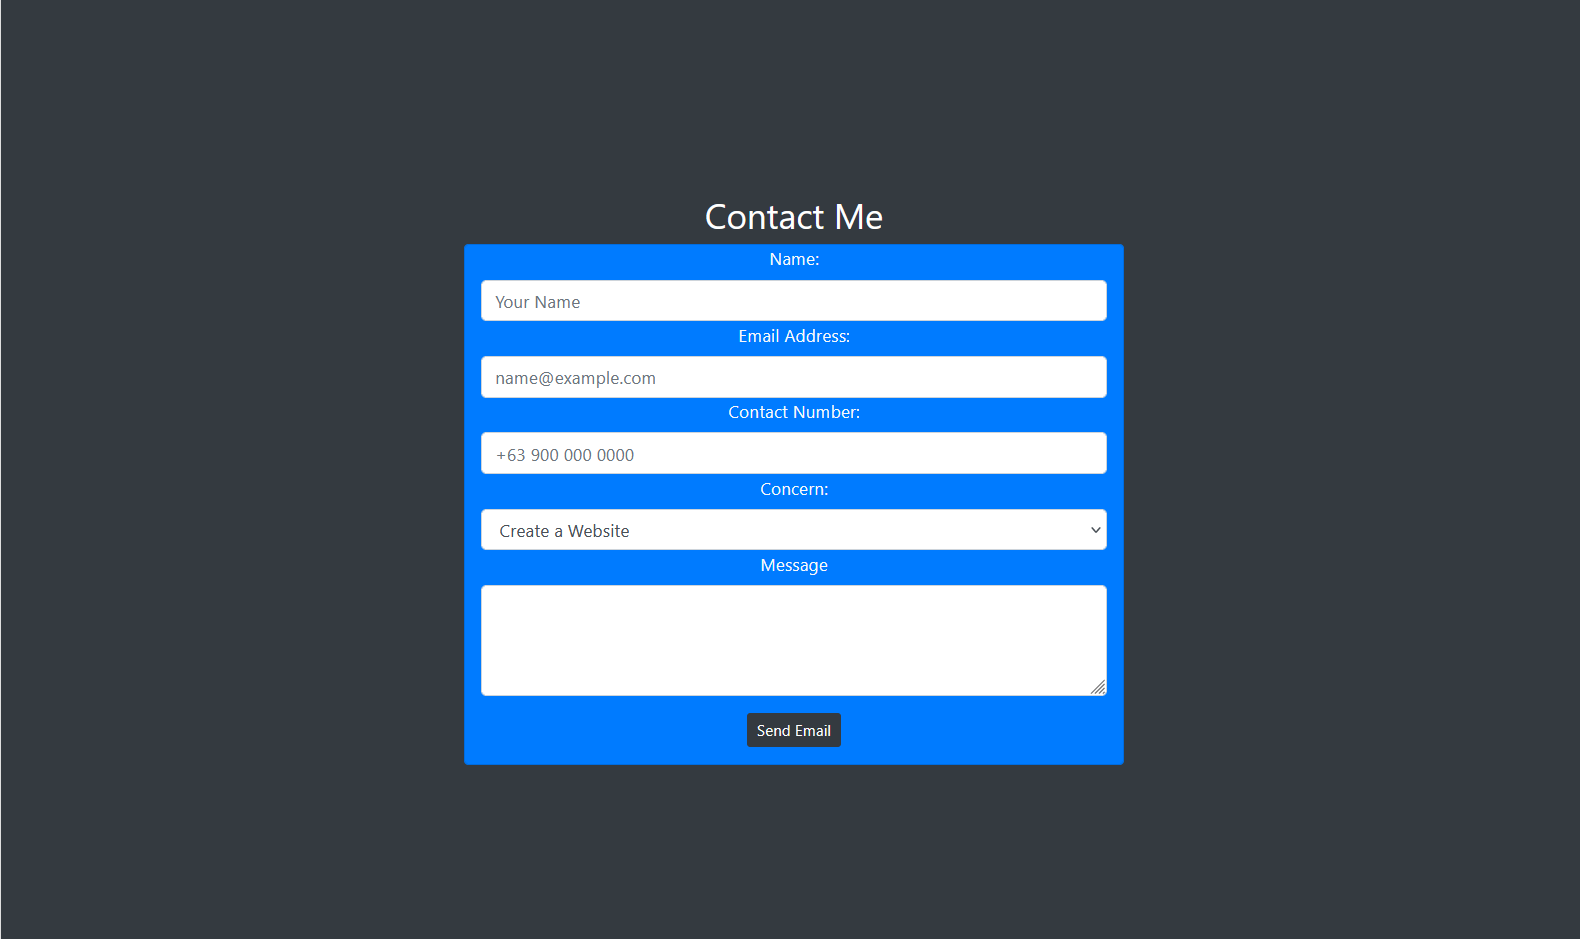 Contact Me
Name:
Your Name
Email Address:
name@example.com
Contact Number:
+63 900 000 0000
Concern:
Create a Website
Message
Send Email